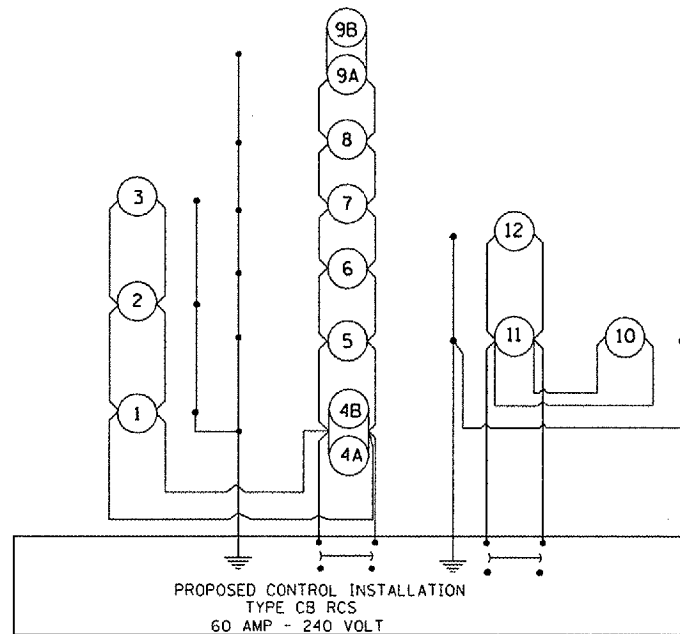 9B
9A
8
3
7
12
6
2
5
11
10
4B
1
4A
PROPOSED CONTROL INSTALLATION
TYPE CB RCS
60 AMP - 240 VOLT